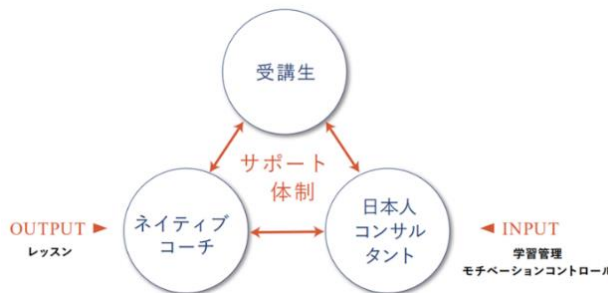 受講生
サポート
体制
ネイティブ
コーチ
日本人
コンサル
タント
OUTPUT
レッスン
INPUT
学習管理
モチベーションコントロール